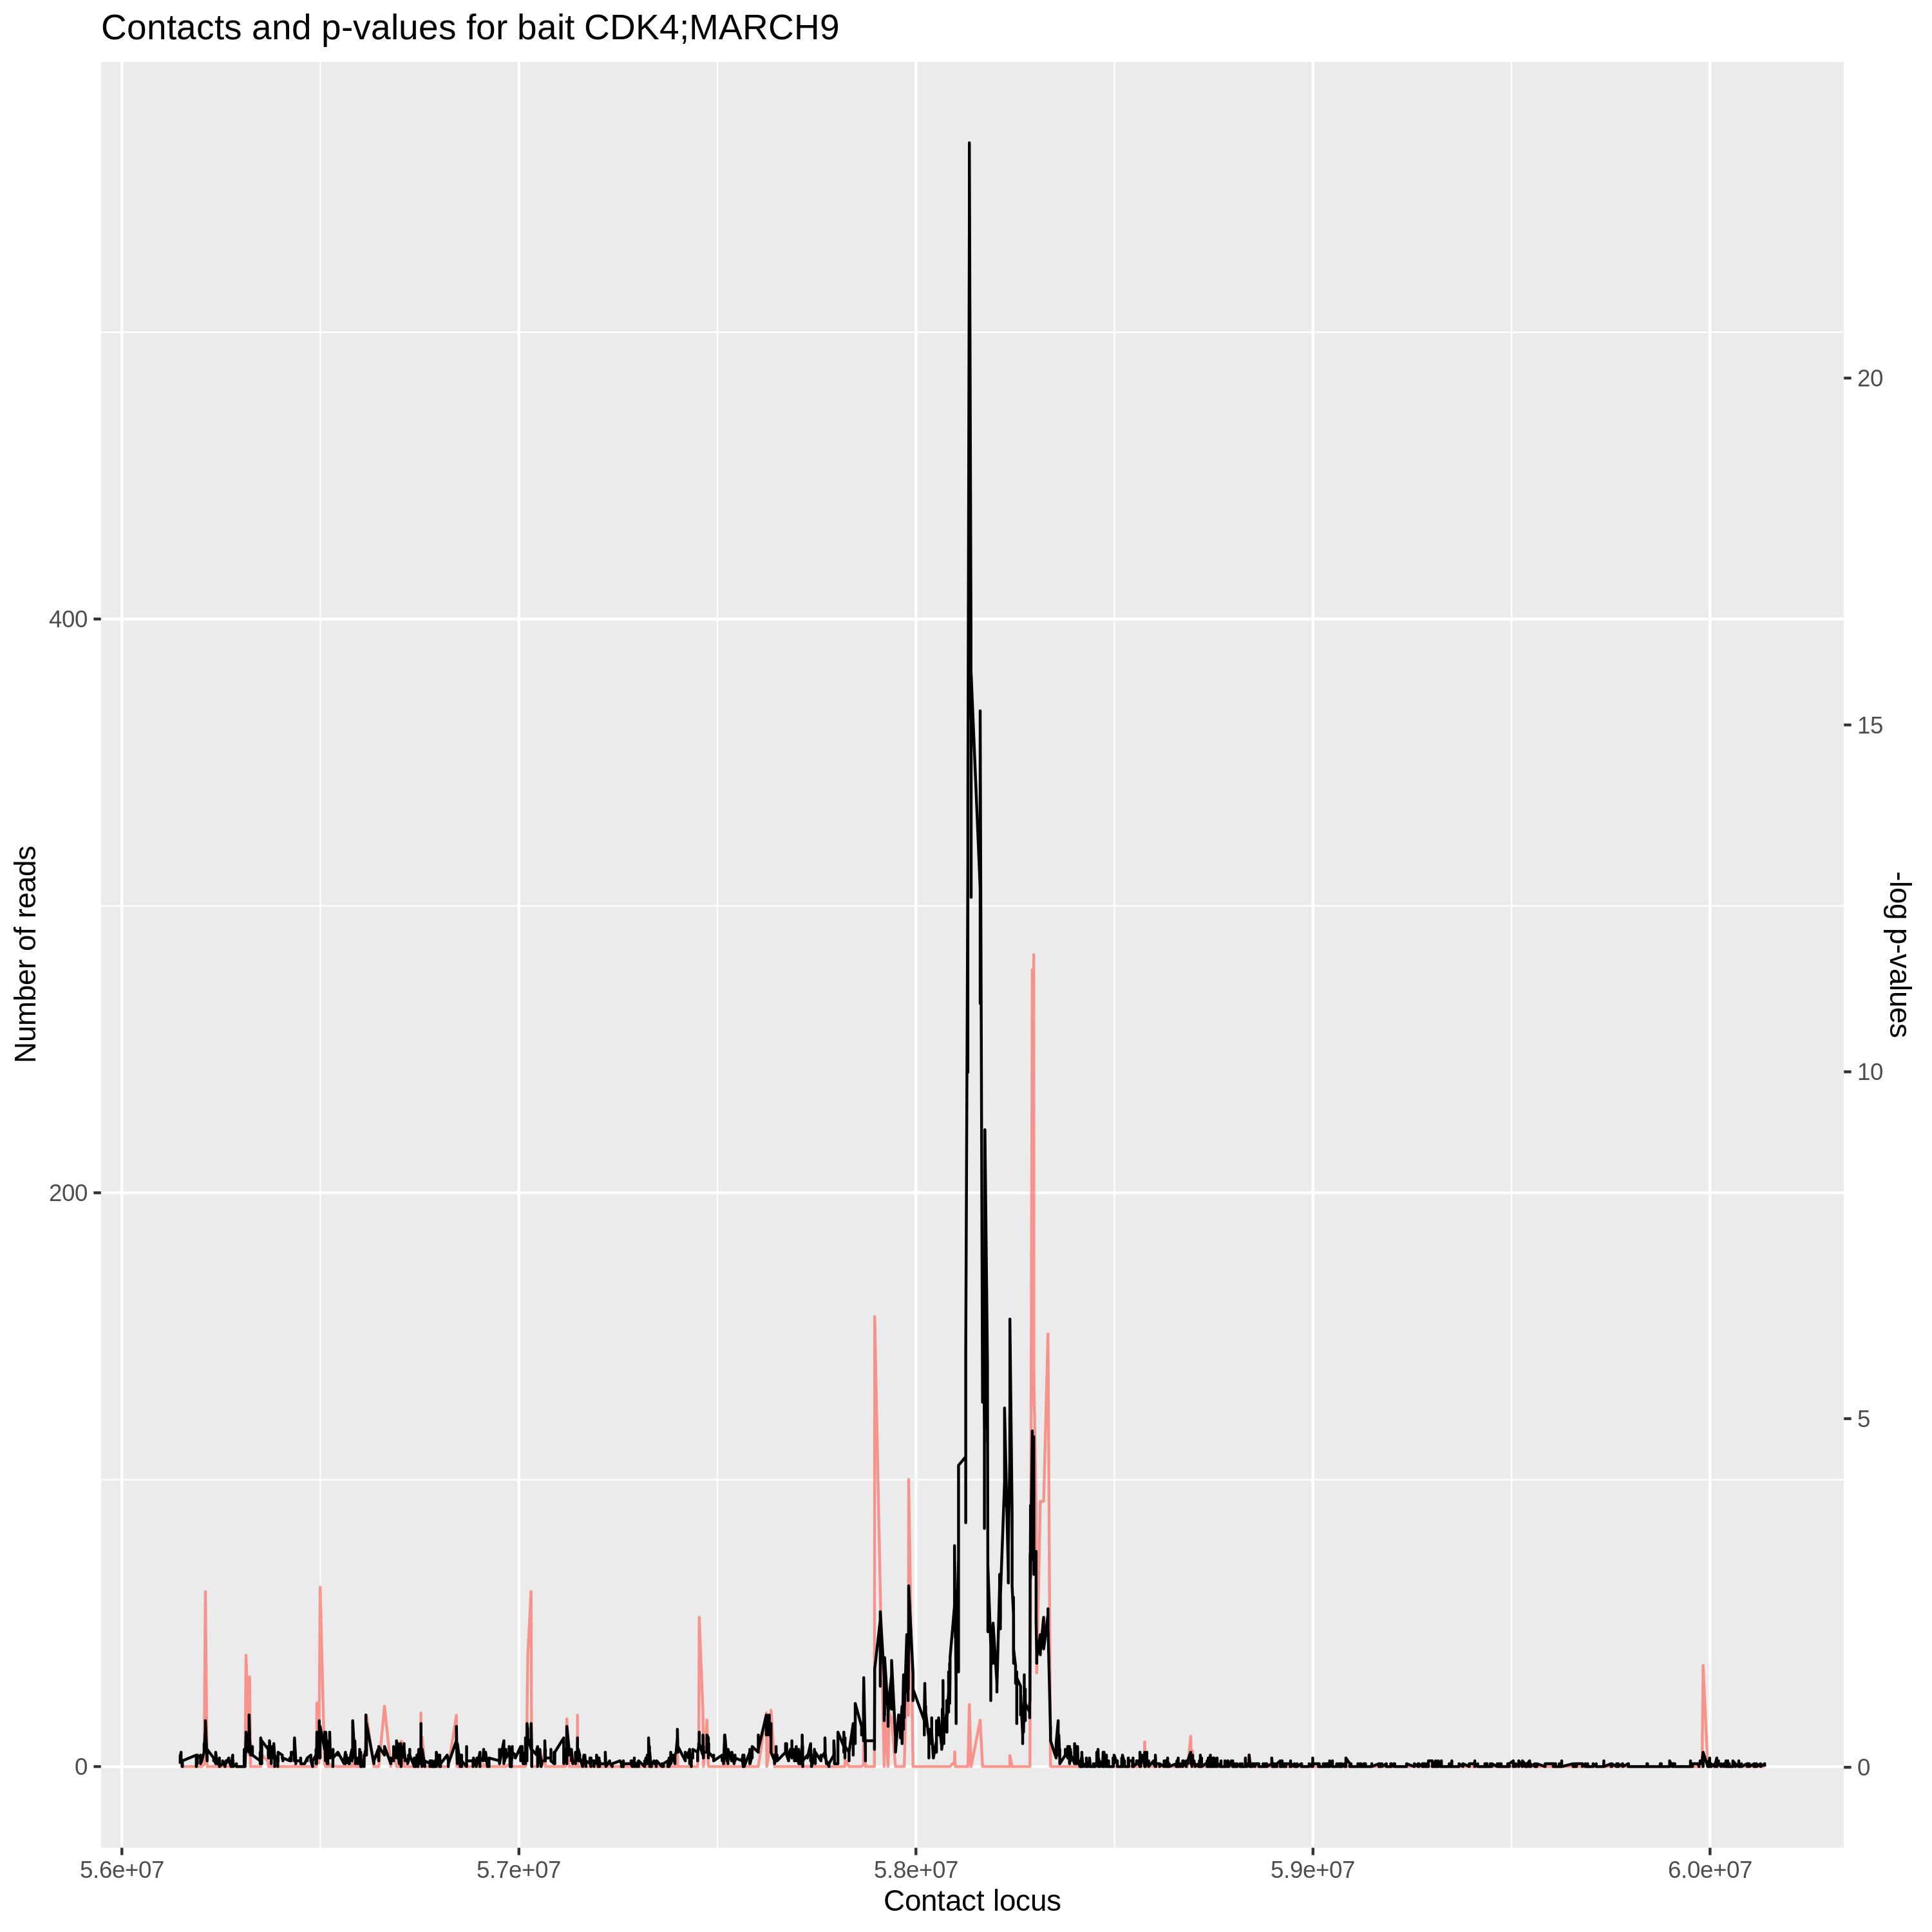 Contacts and p-values for bait CDK4;MARCH9
Number of reads
400
200
0
20
15
10
5
0
-log p-values
5.6e+07
5.7e+07
5.8e+07
5.9e+07
6.0e+07
Contact locus